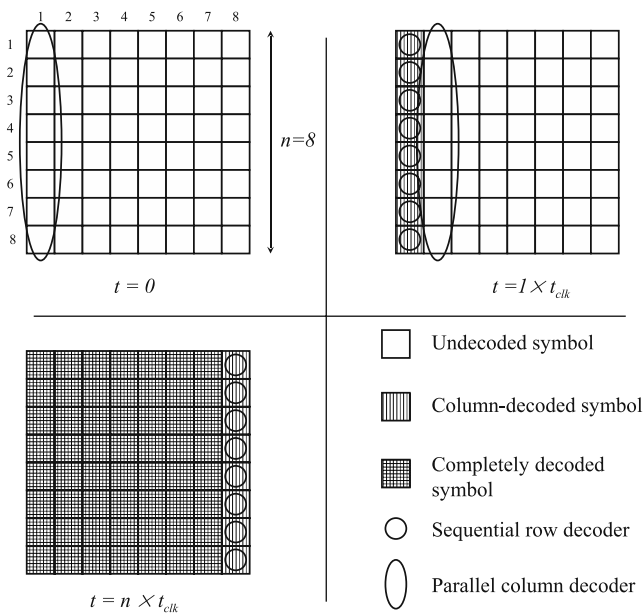 1 2 3 4 5 6 7 8
1
2
3
4
5
6
7
8
n=8
t = 0
t =1 × t_clk
t = n × t_clk
Undecoded symbol
Column-decoded symbol
Completely decoded
symbol
Sequential row decoder
Parallel column decoder